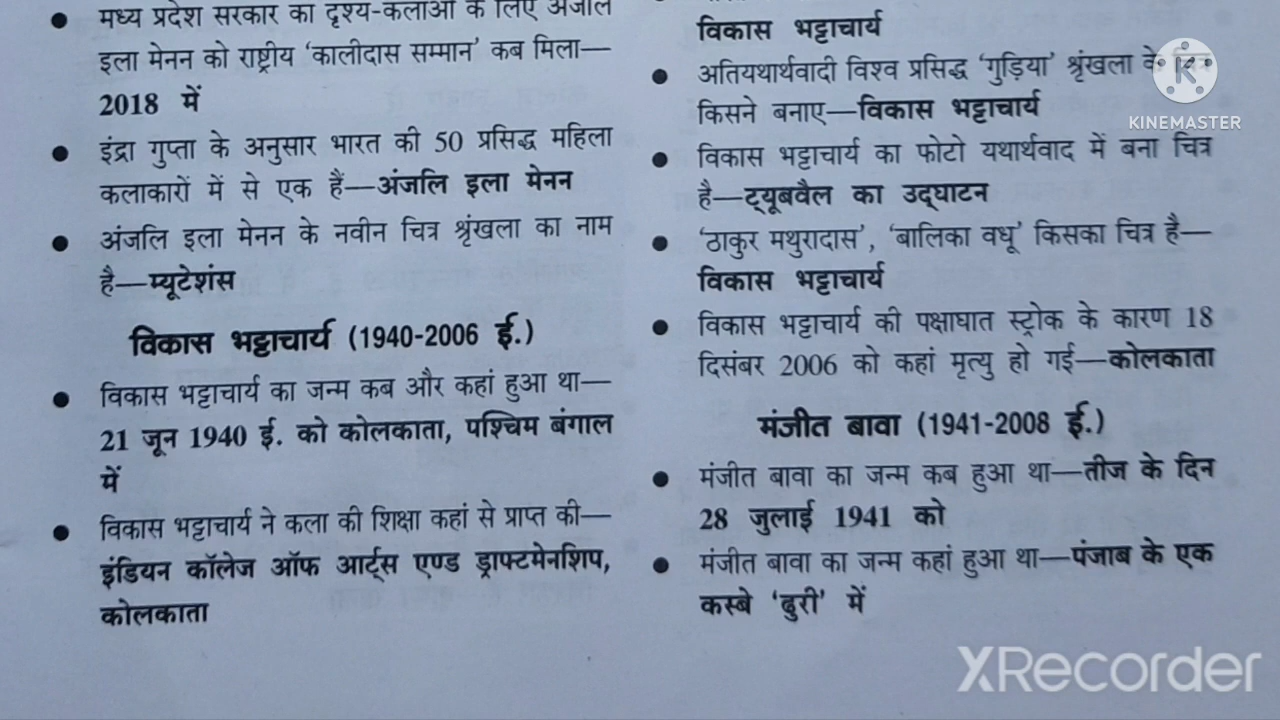 मध्य प्रदेश सरकार का दृश्य-कलाओं के लिए अंजलि
इला मेनन को राष्ट्रीय ‘कालीदास सम्मान’ कब मिला—
2018 में
इंद्रा गुप्ता के अनुसार भारत की 50 प्रसिद्ध महिला
कलाकारों में से एक हैं—अंजलि इला मेनन
अंजलि इला मेनन के नवीन चित्र श्रृंखला का नाम
है—म्यूटेशंस
विकास भट्टाचार्य (1940-2006 ई.)
विकास भट्टाचार्य का जन्म कब और कहां हुआ था—
21 जून 1940 ई. को कोलकाता, पश्चिम बंगाल
में
विकास भट्टाचार्य ने कला की शिक्षा कहां से प्राप्त की—
इंडियन कॉलेज ऑफ आर्ट्स एण्ड ड्राफ्टमेनशिप,
कोलकाता
विकास भट्टाचार्य
अतियथार्थवादी विश्व प्रसिद्ध ‘गुड़िया’ श्रृंखला के
किसने बनाए—विकास भट्टाचार्य
विकास भट्टाचार्य का फोटो यथार्थवाद में बना चित्र
है—ट्यूबवैल का उद्घाटन
‘ठाकुर मथुरादास’, ‘बालिका वधू’ किसका चित्र है—
विकास भट्टाचार्य
विकास भट्टाचार्य की पक्षाघात स्ट्रोक के कारण 18
दिसंबर 2006 को कहां मृत्यु हो गई—कोलकाता
मंजीत बावा (1941-2008 ई.)
मंजीत बावा का जन्म कब हुआ था—तीज के दिन
28 जुलाई 1941 को
मंजीत बावा का जन्म कहां हुआ था—पंजाब के एक
कस्बे ‘ढुरी’ में
KINEMASTER
XRecorder